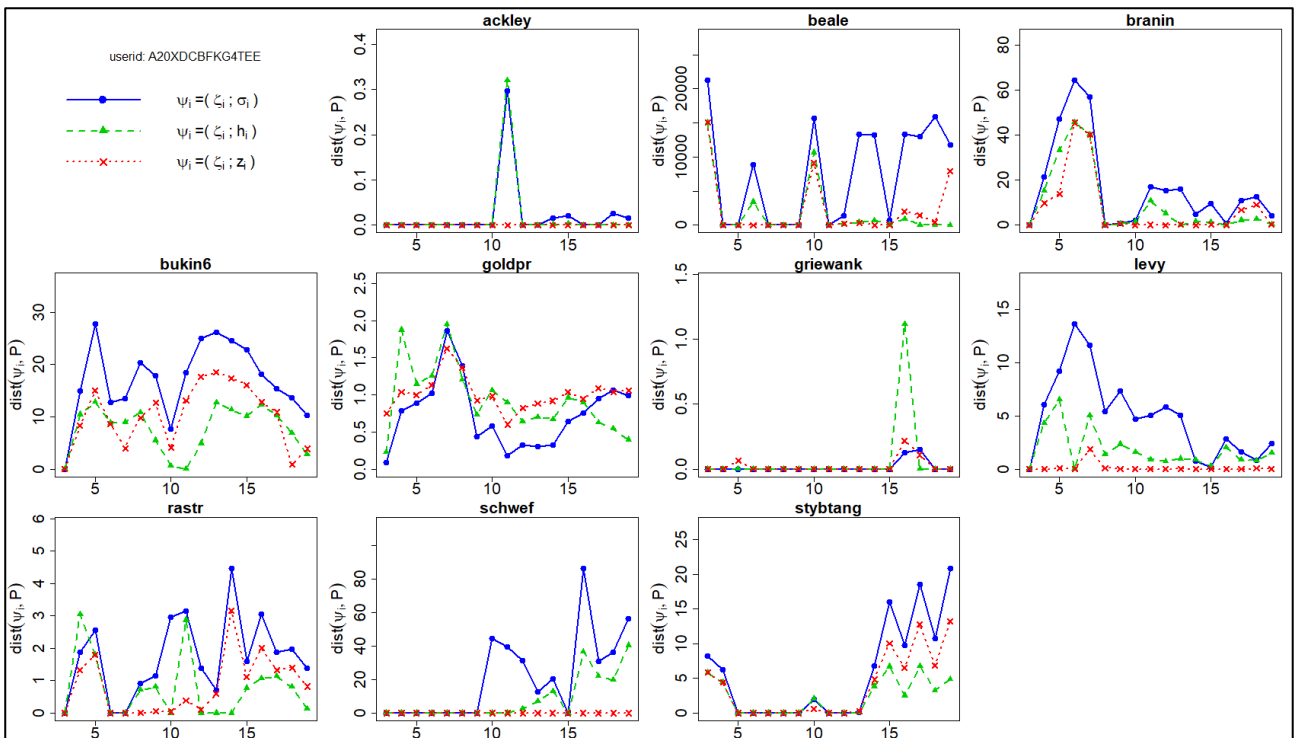 userid: A20XDCBFKG4TEE
ψi =( ζi ; σi )
ψi =( ζi ; hi )
ψi =( ζi ; zi )
ackley
dist(ψi, P)
0.0 0.1 0.2 0.3 0.4
5 10 15
beale
dist(ψi, P)
0 5000 10000 20000
5 10 15
branin
dist(ψi, P)
0 20 40 60 80
5 10 15
bukin6
dist(ψi, P)
0 10 20 30
5 10 15
goldpr
dist(ψi, P)
0.0 0.5 1.0 1.5 2.0 2.5
5 10 15
griewank
dist(ψi, P)
0.0 0.5 1.0 1.5
5 10 15
levy
dist(ψi, P)
0 5 10 15
5 10 15
rastr
dist(ψi, P)
0 1 2 3 4 5 6
5 10 15
schwef
dist(ψi, P)
0 20 40 60 80
5 10 15
stybtang
dist(ψi, P)
0 5 10 15 20 25
5 10 15